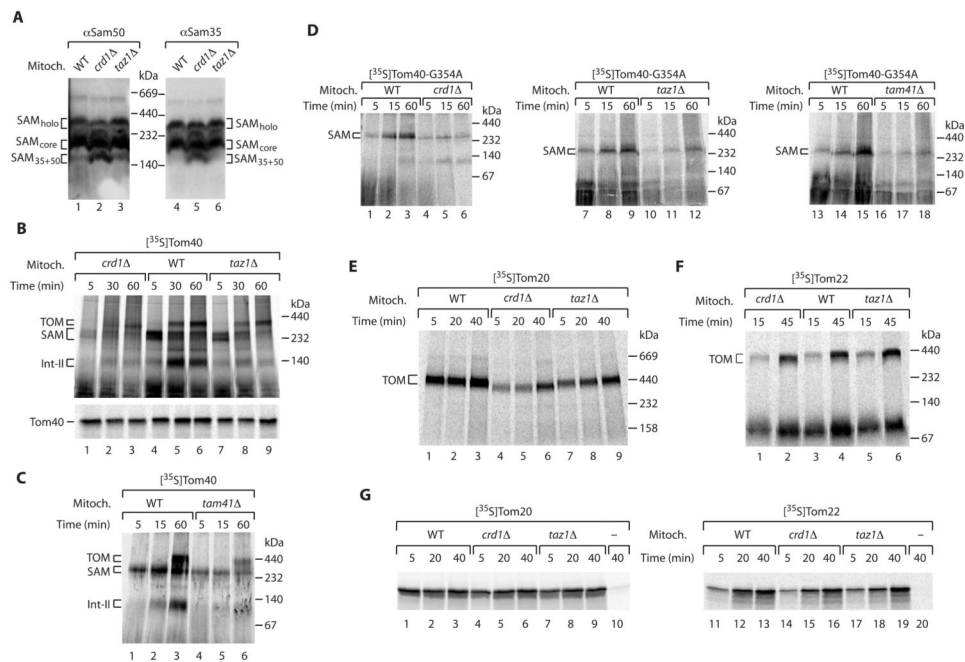 A
αSam50
αSam35
Mitoch. WT crd1Δ taz1Δ WT crd1Δ taz1Δ
kDa
SAMholo
669
SAMholo
SAMcore
232
SAMcore
SAM35+50
140
SAM35+50
1 2 3 4 5 6
B
[35S]Tom40
Mitoch. crd1Δ WT taz1Δ
Time (min) 5 30 60 5 30 60 5 30 60
kDa
TOM
440
SAM
232
Int-II
140
Tom40
1 2 3 4 5 6 7 8 9
C
[35S]Tom40
Mitoch. WT tam41Δ
Time (min) 5 15 60 5 15 60
kDa
TOM
440
SAM
232
Int-II
140
67
1 2 3 4 5 6
D
[35S]Tom40-G354A
Mitoch. WT crd1Δ
Time (min) 5 15 60 5 15 60
kDa
440
SAM
232
140
67
1 2 3 4 5 6
[35S]Tom40-G354A
Mitoch. WT taz1Δ
Time (min) 5 15 60 5 15 60
kDa
440
SAM
232
140
67
7 8 9 10 11 12
[35S]Tom40-G354A
Mitoch. WT tam41Δ
Time (min) 5 15 60 5 15 60
kDa
440
SAM
232
140
67
13 14 15 16 17 18
E
[35S]Tom20
Mitoch. WT crd1Δ taz1Δ
Time (min) 5 20 40 5 20 40 5 20 40
kDa
669
TOM
440
232
158
1 2 3 4 5 6 7 8 9
F
[35S]Tom22
Mitoch. crd1Δ WT taz1Δ
Time (min) 15 45 15 45 15 45
kDa
TOM
440
232
140
67
1 2 3 4 5 6
G
[35S]Tom20
Mitoch. WT crd1Δ taz1Δ –
Time (min) 5 20 40 5 20 40 5 20 40 40
1 2 3 4 5 6 7 8 9 10
[35S]Tom22
Mitoch. WT crd1Δ taz1Δ –
Time (min) 5 20 40 5 20 40 5 20 40 40
11 12 13 14 15 16 17 18 19 20